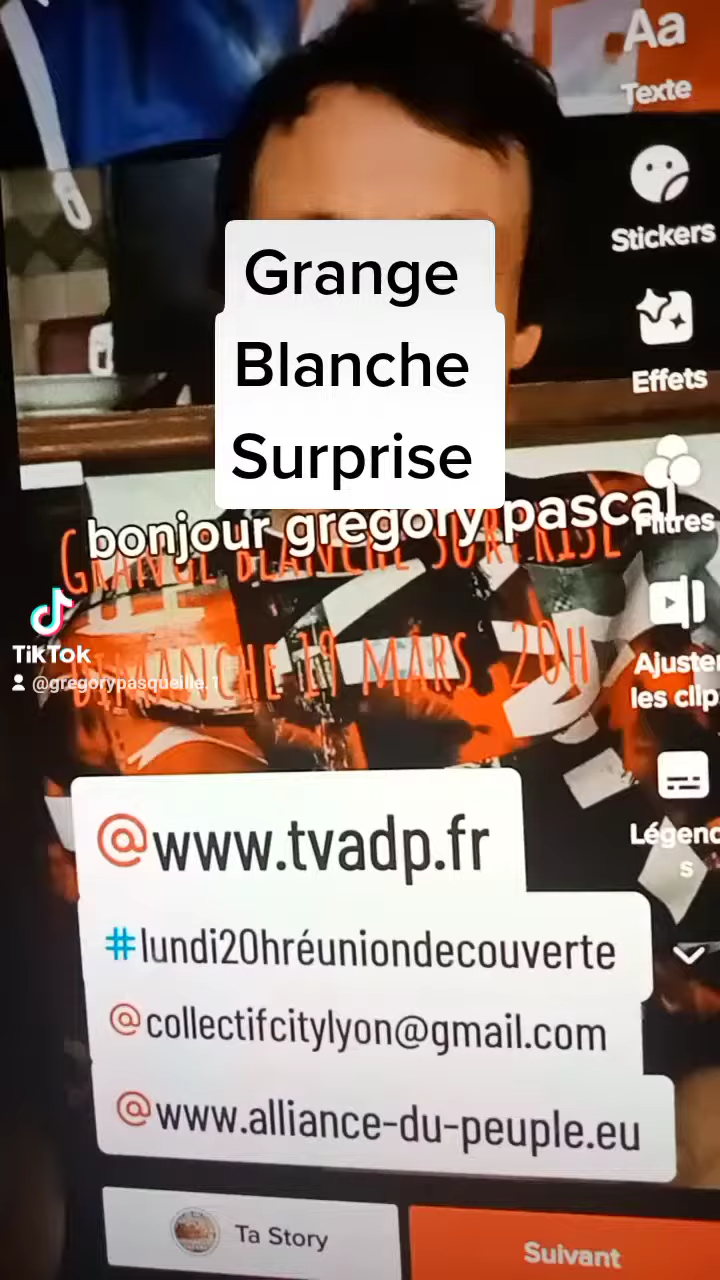 Aa
Texte
Stickers
Effets
Grange
Blanche
Surprise
bonjour grégory pascal
Filtres
GRANGE BLANCHE SURPRISE
DIMANCHE 19 MARS 20H
TikTok
@gregorypasqueille.1
Ajuster
les clip
Légend
s
@www.tvadp.fr
#lundi20hréuniondecouverte
@collectifcitylyon@gmail.com
@www.alliance-du-peuple.eu
Ta Story
Suivant